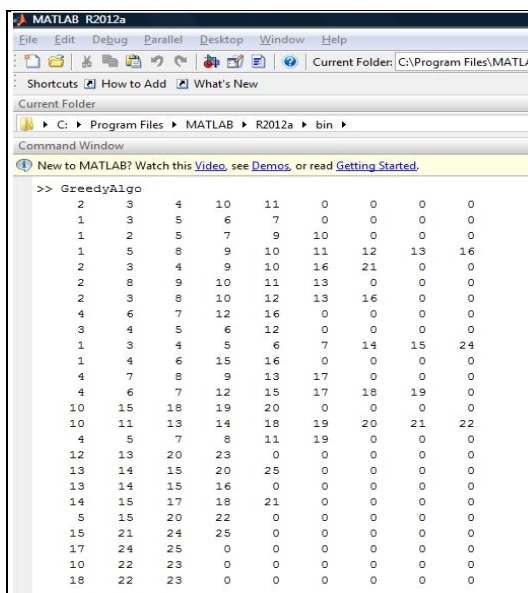 MATLAB R2012a
File Edit Debug Parallel Desktop Window Help
Current Folder: C:\Program Files\MATLA
Shortcuts How to Add What's New
Current Folder
C: Program Files MATLAB R2012a bin
Command Window
New to MATLAB? Watch this Video, see Demos, or read Getting Started.
>> GreedyAlgo
2 3 4 10 11 0 0 0 0
1 3 5 6 7 0 0 0 0
1 2 5 7 9 10 0 0 0
1 5 8 9 10 11 12 13 16
2 3 4 9 10 16 21 0 0
2 8 9 10 11 13 0 0 0
2 3 8 10 12 13 16 0 0
4 6 7 12 16 0 0 0 0
3 4 5 6 12 0 0 0 0
1 3 4 5 6 7 14 15 24
1 4 6 15 16 0 0 0 0
4 7 8 9 13 17 0 0 0
4 6 7 12 15 17 18 19 0
10 15 18 19 20 0 0 0 0
10 11 13 14 18 19 20 21 22
4 5 7 8 11 19 0 0 0
12 13 20 23 0 0 0 0 0
13 14 15 20 25 0 0 0 0
13 14 15 16 0 0 0 0 0
14 15 17 18 21 0 0 0 0
5 15 20 22 0 0 0 0 0
15 21 24 25 0 0 0 0 0
17 24 25 0 0 0 0 0 0
10 22 23 0 0 0 0 0 0
18 22 23 0 0 0 0 0 0